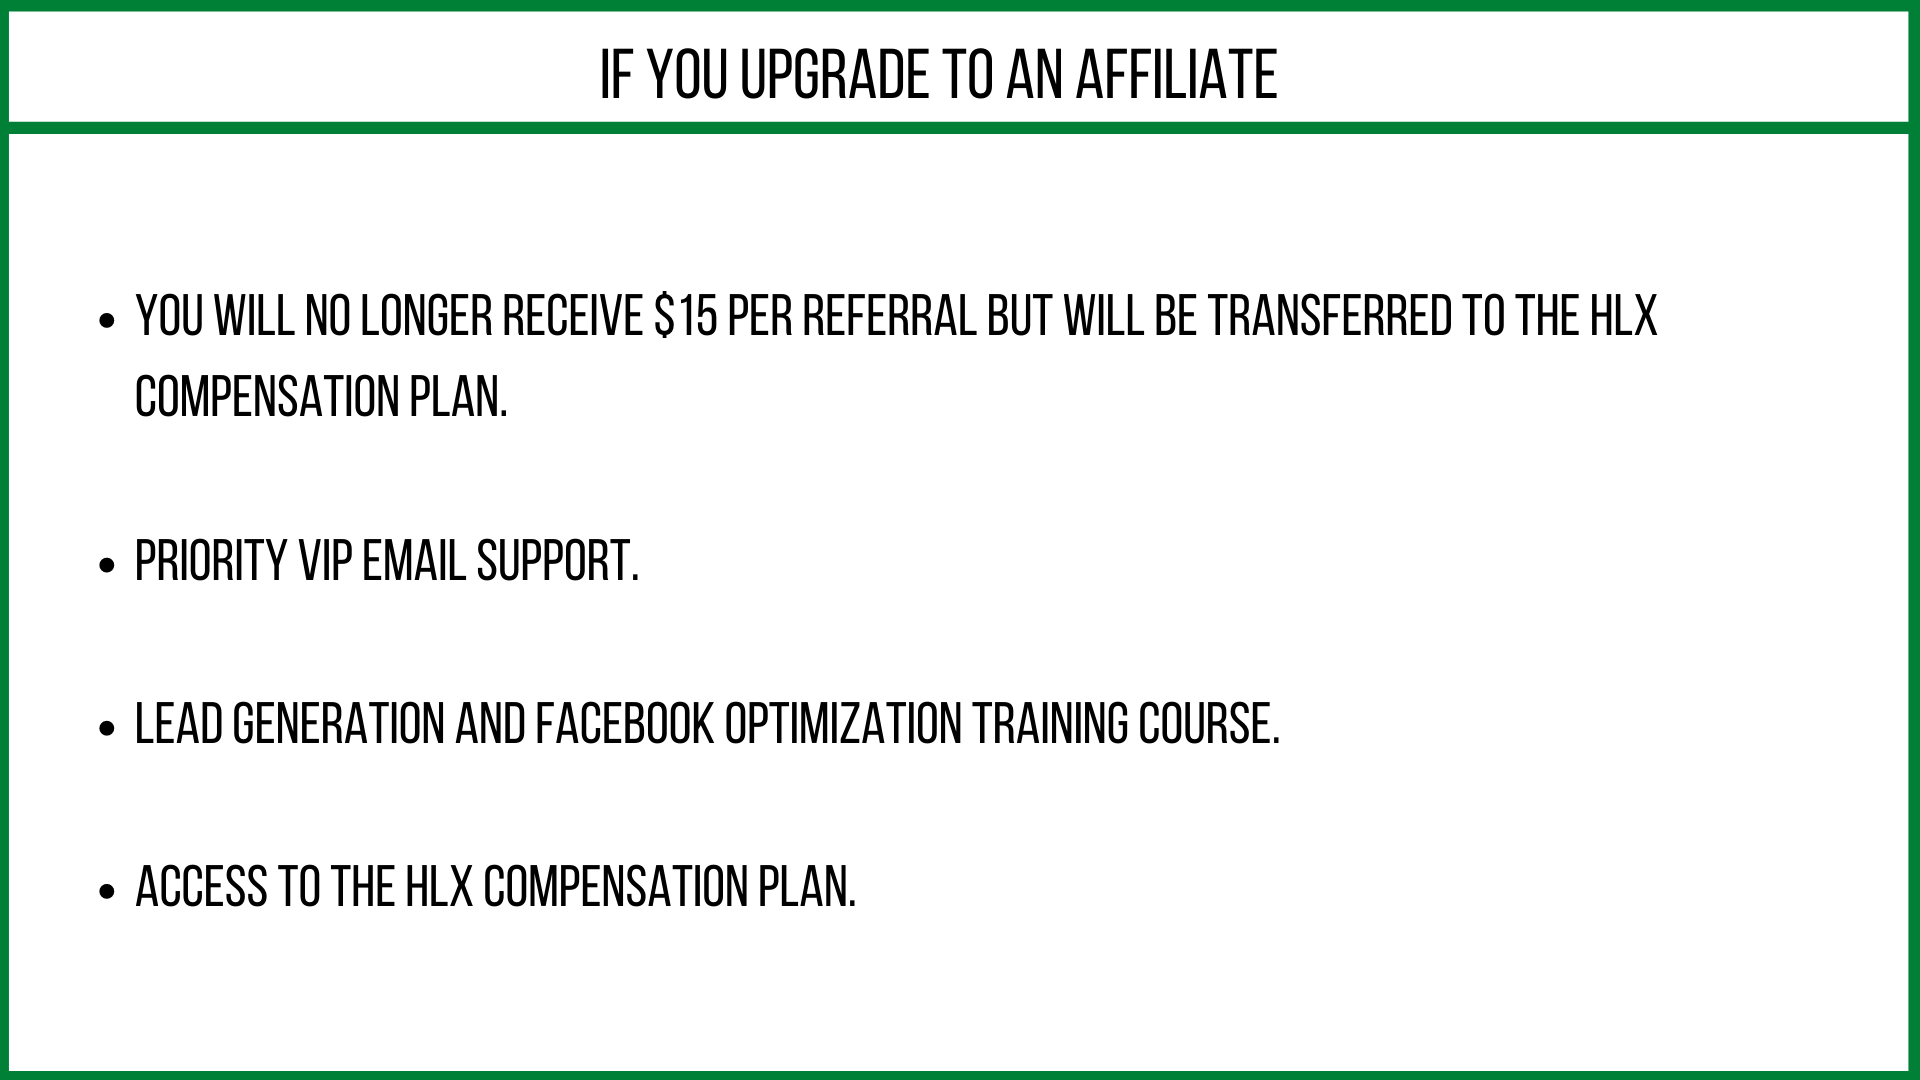 IF YOU UPGRADE TO AN AFFILIATE
• YOU WILL NO LONGER RECEIVE $15 PER REFERRAL BUT WILL BE TRANSFERRED TO THE HLX
COMPENSATION PLAN.
• PRIORITY VIP EMAIL SUPPORT.
• LEAD GENERATION AND FACEBOOK OPTIMIZATION TRAINING COURSE.
• ACCESS TO THE HLX COMPENSATION PLAN.